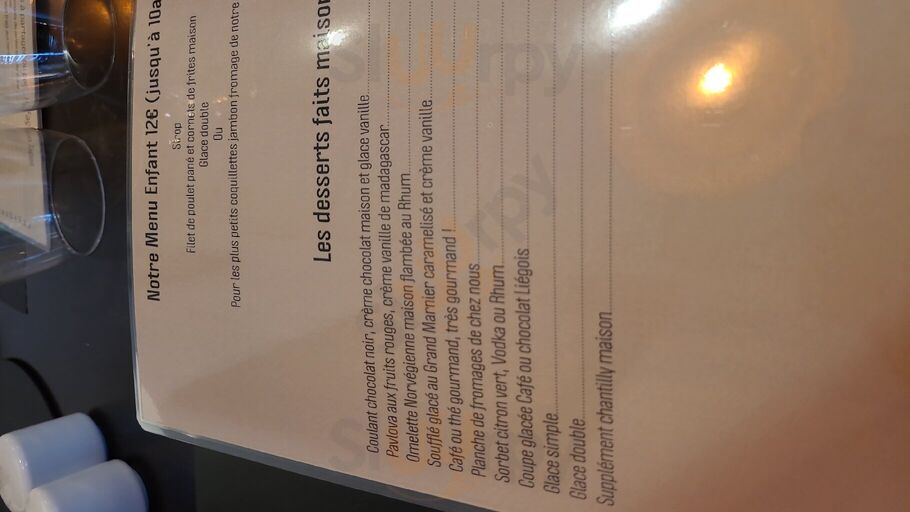 Notre Menu Enfant 12€ (jusqu'à 10a
Sirop
Filet de poulet pané et cornets de frites maison
Glace double
Ou
Pour les plus petits coquillettes jambon fromage de notre
Les desserts faits maison
Coulant chocolat noir, crème chocolat maison et glace vanille
Pavlova aux fruits rouges, crème vanille de madagascar
Omelette Norvégienne maison flambée au Rhum
Soufflé glacé au Grand Marnier caramelisé et crème vanille
Café ou thé gourmand, très gourmand !
Planche de fromages de chez nous
Sorbet citron vert, Vodka ou Rhum
Coupe glacée Café ou chocolat Liégois
Glace simple
Glace double
Supplément chantilly maison